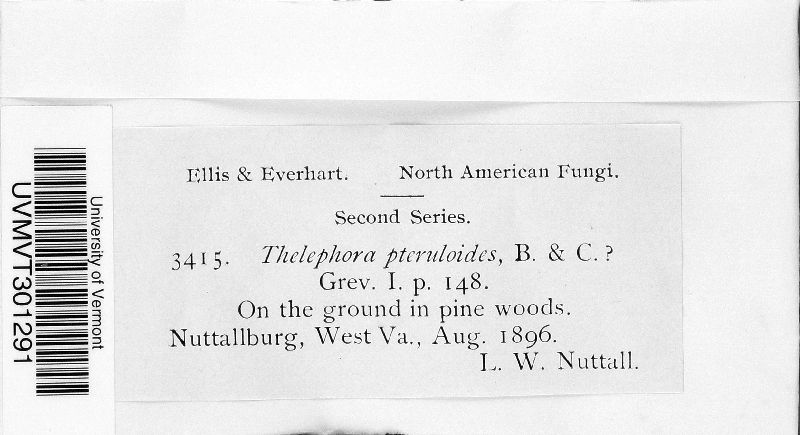 Ellis & Everhart. North American Fungi.
Second Series.
3415. Thelephora pteruloides, B. & C. ?
Grev. I. p. 148.
On the ground in pine woods.
Nuttallburg, West Va., Aug. 1896.
L. W. Nuttall.
University of Vermont
UVMVT301291